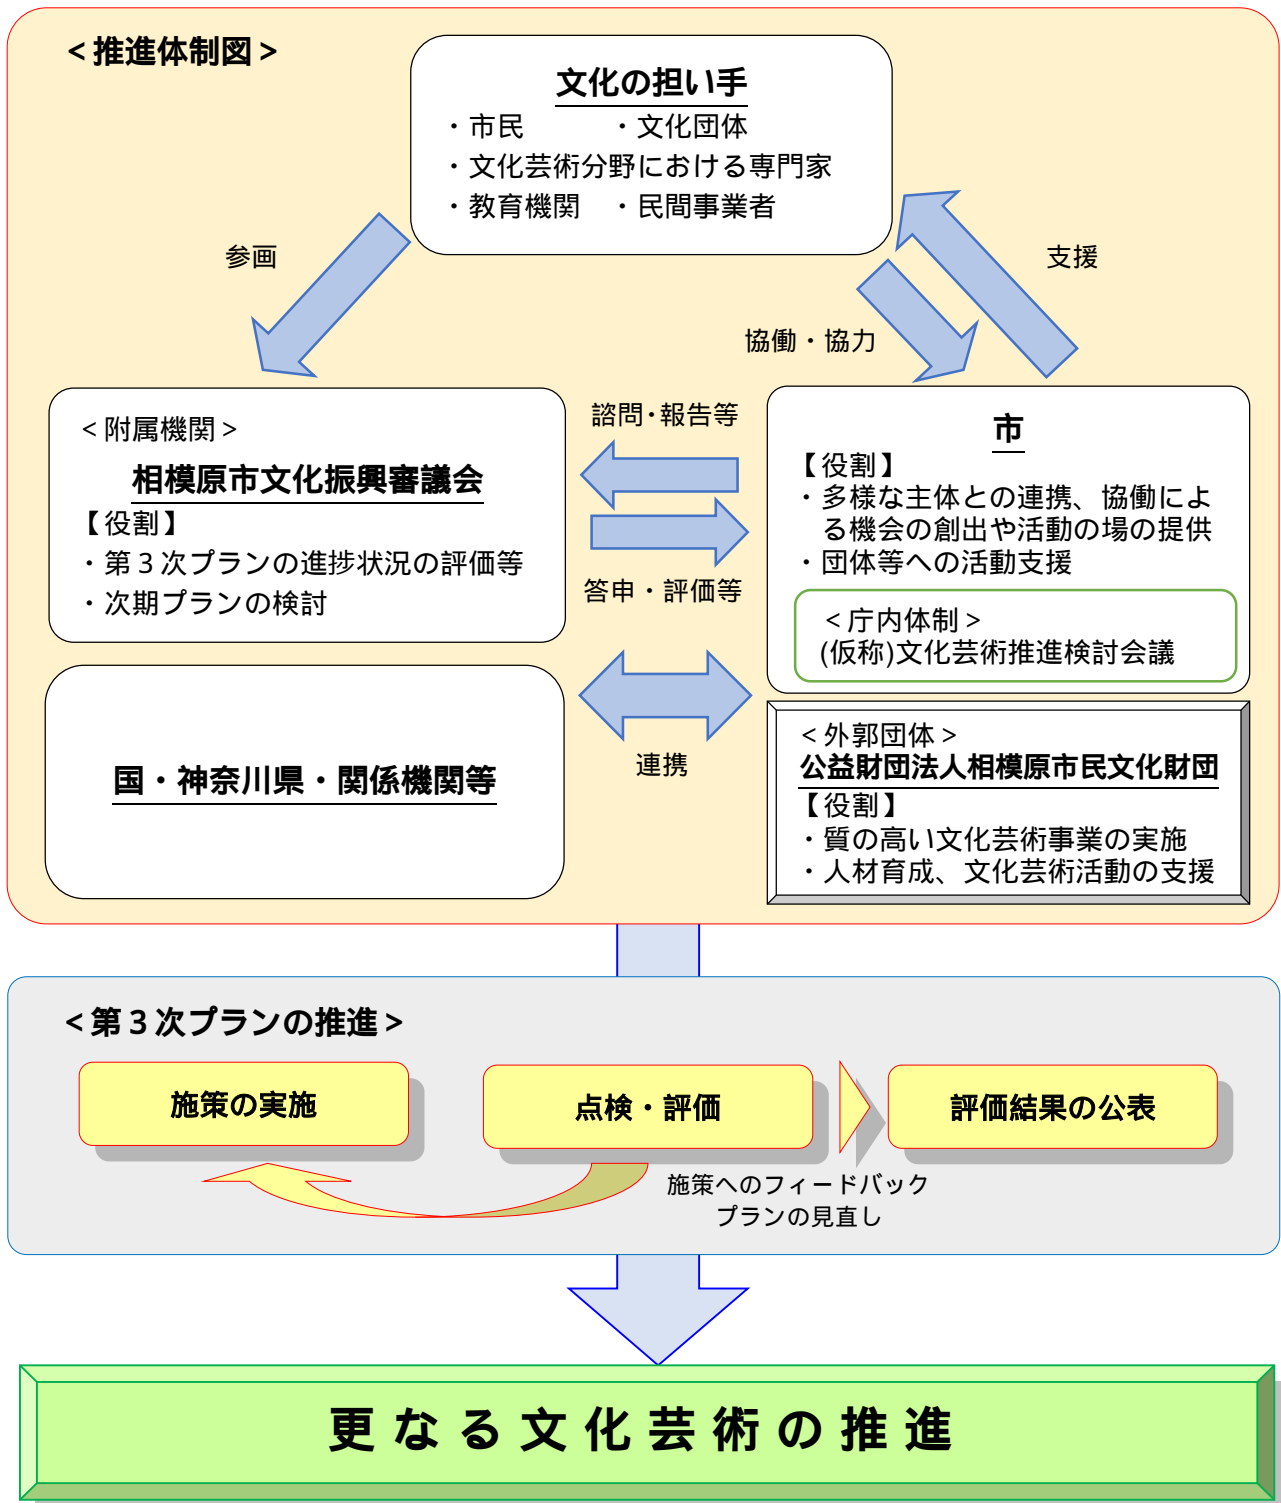 ＜推進体制図＞
文化の担い手
・市民　　　・文化団体
・文化芸術分野における専門家
・教育機関　・民間事業者
参画
支援
協働・協力
＜附属機関＞
相模原市文化振興審議会
【役割】
・第３次プランの進捗状況の評価等
・次期プランの検討
諮問･報告等
答申・評価等
市
【役割】
・多様な主体との連携、協働によ
る機会の創出や活動の場の提供
・団体等への活動支援
＜庁内体制＞
(仮称)文化芸術推進検討会議
国・神奈川県・関係機関等
連携
＜外郭団体＞
公益財団法人相模原市民文化財団
【役割】
・質の高い文化芸術事業の実施
・人材育成、文化芸術活動の支援
＜第３次プランの推進＞
施策の実施
点検・評価
評価結果の公表
施策へのフィードバック
プランの見直し
更なる文化芸術の推進